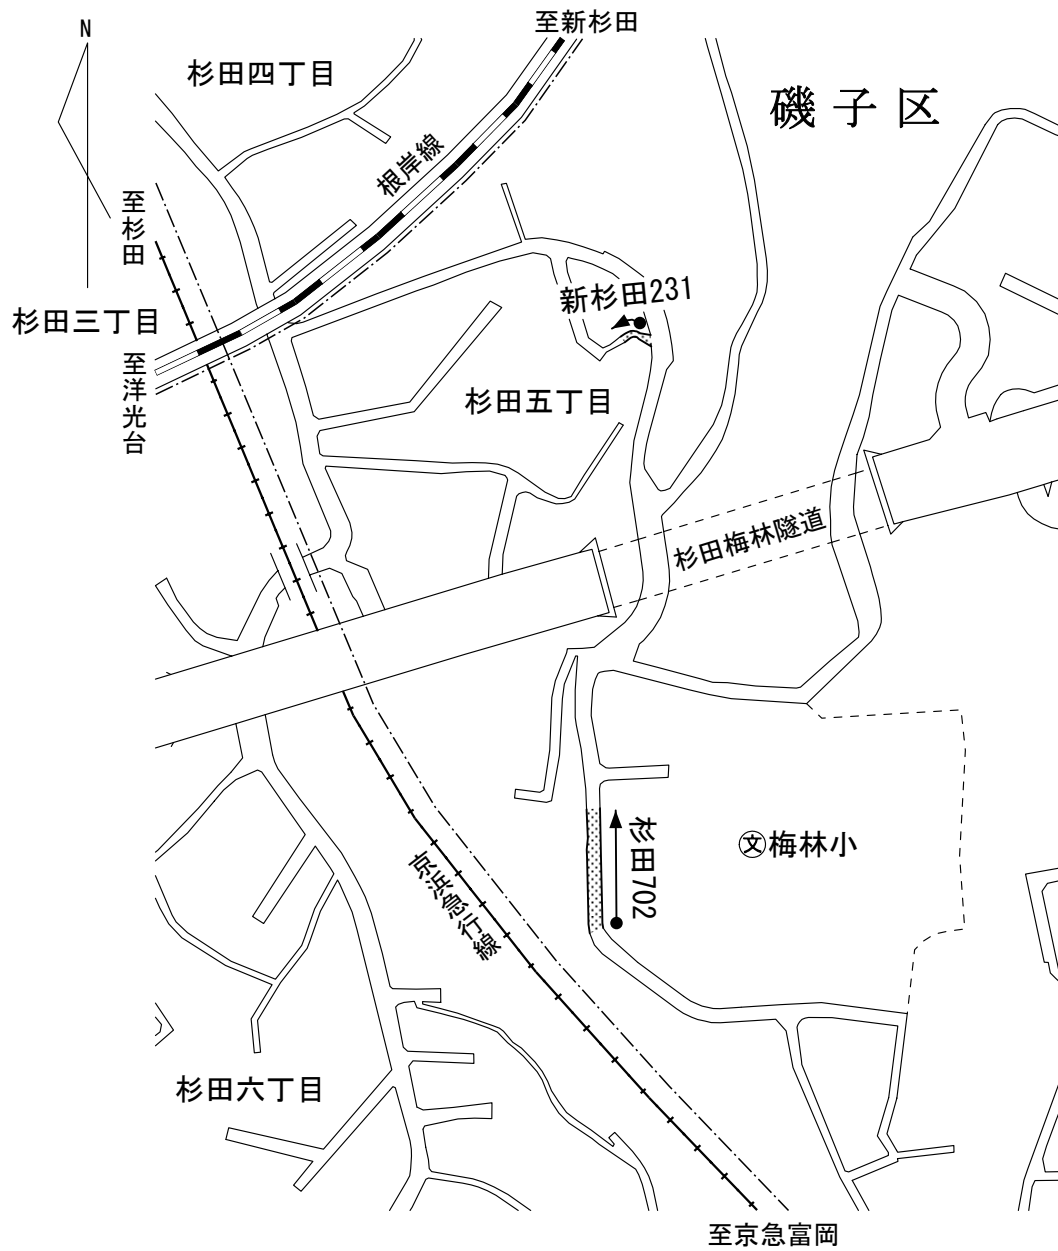 N
至新杉田
杉田四丁目
磯子区
根岸線
至杉田
新杉田231
杉田三丁目
至洋光台
杉田五丁目
杉田梅林隧道
杉田702
文梅林小
京浜急行線
杉田六丁目
至京急富岡